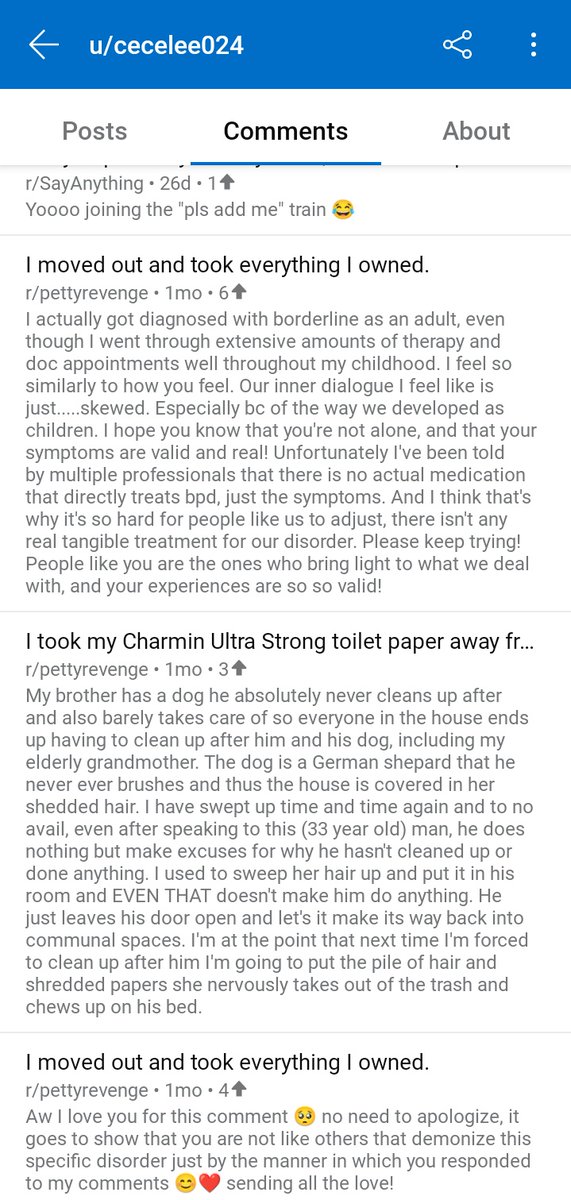 u/cecelee024
Posts Comments About
r/SayAnything • 26d • 1⬆
Yoooo joining the "pls add me" train 😂
I moved out and took everything I owned.
r/pettyrevenge • 1mo • 6⬆
I actually got diagnosed with borderline as an adult, even
though I went through extensive amounts of therapy and
doc appointments well throughout my childhood. I feel so
similarly to how you feel. Our inner dialogue I feel like is
just.....skewed. Especially bc of the way we developed as
children. I hope you know that you're not alone, and that your
symptoms are valid and real! Unfortunately I've been told
by multiple professionals that there is no actual medication
that directly treats bpd, just the symptoms. And I think that's
why it's so hard for people like us to adjust, there isn't any
real tangible treatment for our disorder. Please keep trying!
People like you are the ones who bring light to what we deal
with, and your experiences are so so valid!
I took my Charmin Ultra Strong toilet paper away fr...
r/pettyrevenge • 1mo • 3⬆
My brother has a dog he absolutely never cleans up after
and also barely takes care of so everyone in the house ends
up having to clean up after him and his dog, including my
elderly grandmother. The dog is a German shepard that he
never ever brushes and thus the house is covered in her
shedded hair. I have swept up time and time again and to no
avail, even after speaking to this (33 year old) man, he does
nothing but make excuses for why he hasn't cleaned up or
done anything. I used to sweep her hair up and put it in his
room and EVEN THAT doesn't make him do anything. He
just leaves his door open and let's it make its way back into
communal spaces. I'm at the point that next time I'm forced
to clean up after him I'm going to put the pile of hair and
shredded papers she nervously takes out of the trash and
chews up on his bed.
I moved out and took everything I owned.
r/pettyrevenge • 1mo • 4⬆
Aw I love you for this comment 🥺 no need to apologize, it
goes to show that you are not like others that demonize this
specific disorder just by the manner in which you responded
to my comments 😊❤️ sending all the love!